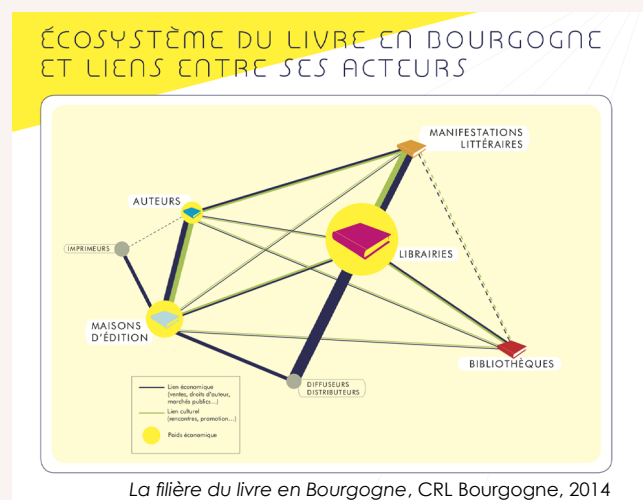 ÉCOSYSTÈME DU LIVRE EN BOURGOGNE
ET LIENS ENTRE SES ACTEURS
MANIFESTATIONS
LITTÉRAIRES
AUTEURS
IMPRIMEURS
LIBRAIRIES
MAISONS
D'ÉDITION
BIBLIOTHÈQUES
DIFFUSEURS
DISTRIBUTEURS
Lien économique
(ventes, droits d'auteur,
marchés publics...)
Lien culturel
(rencontres, promotion...)
Poids économique
La filière du livre en Bourgogne, CRL Bourgogne, 2014